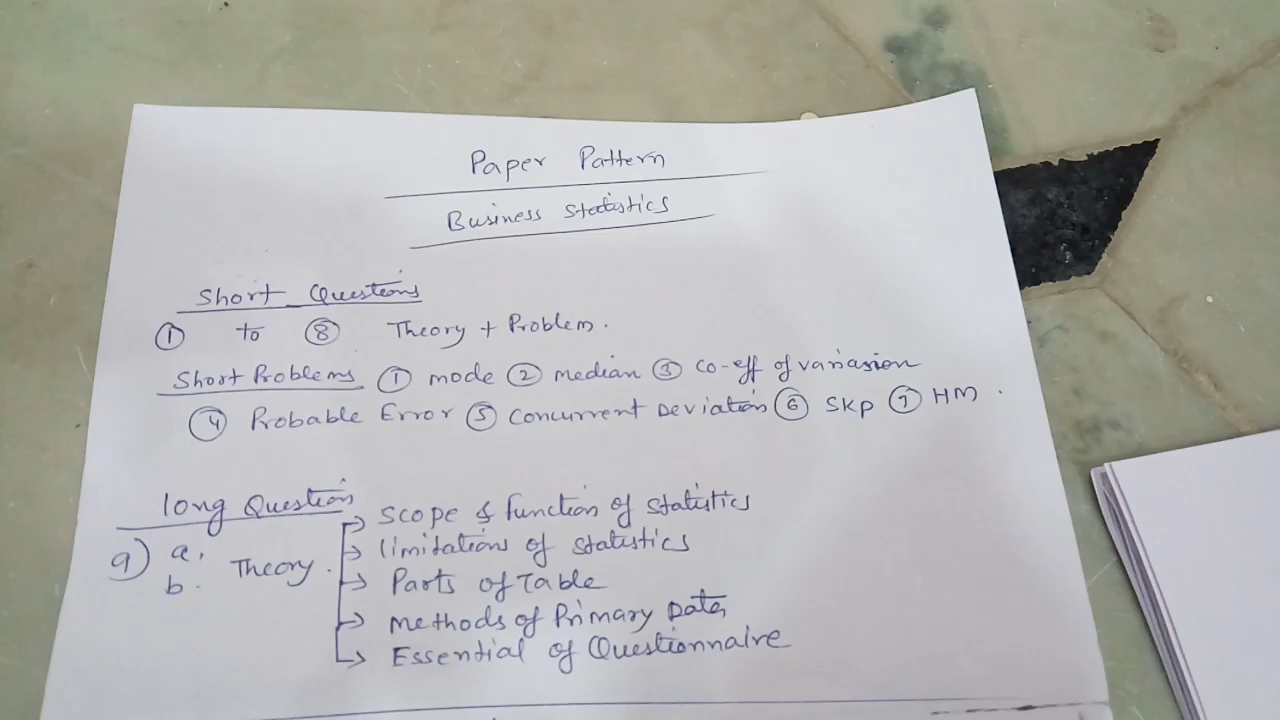 Paper Pattern
Business Statistics
Short Questions
① to ⑧ Theory + Problem.
Short Problems ① mode ② median ③ co-eff of variasion
④ Probable Error ⑤ concurrent Deviation ⑥ SKP ⑦ HM.
long Question
9) a. → scope & function of statistics
b. Theory. → limitations of statistics
→ Parts of Table
→ methods of Primary Data
→ Essential of Questionnaire